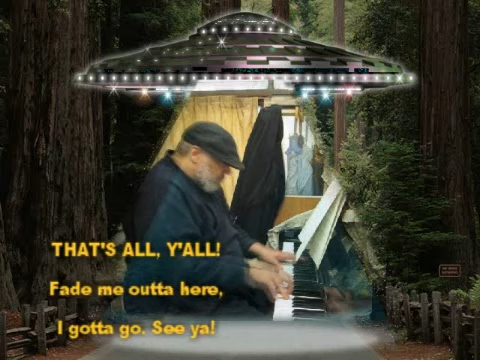 THAT'S ALL, Y'ALL!
Fade me outta here,
I gotta go. See ya!